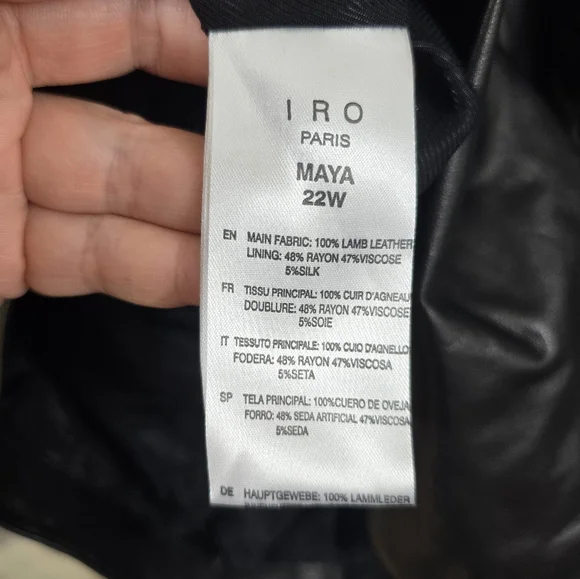 IRO
PARIS
MAYA
22W
EN MAIN FABRIC: 100% LAMB LEATHER
LINING: 48% RAYON 47%VISCOSE
5%SILK
FR TISSU PRINCIPAL: 100% CUIR D'AGNEAU
DOUBLURE: 48% RAYON 47%VISCOSE
5%SOIE
IT TESSUTO PRINCIPALE: 100% CUIO D'AGNELLO
FODERA: 48% RAYON 47%VISCOSA
5%SETA
SP TELA PRINCIPAL: 100%CUERO DE OVEJA
FORRO: 48% SEDA ARTIFICIAL 47%VISCOSA
5%SEDA
DE HAUPTGEWEBE: 100% LAMMLEDER